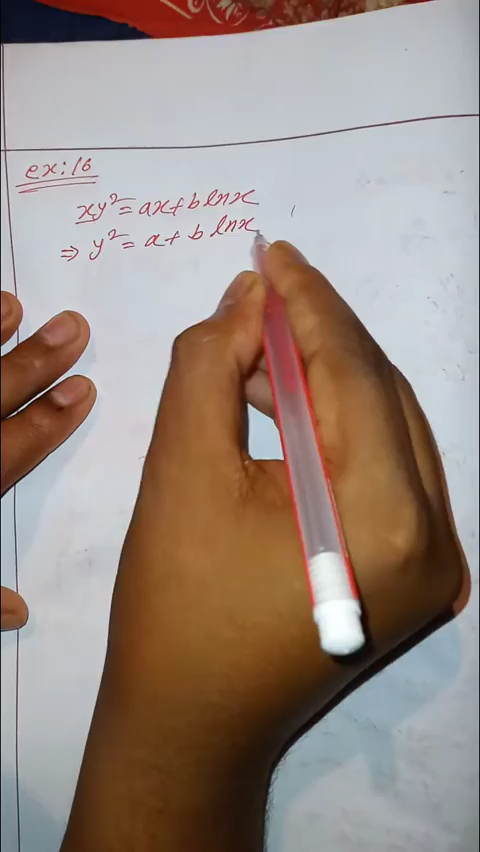 ex:16
xy²=ax+b lnx
⇒ y²= a+ b lnx